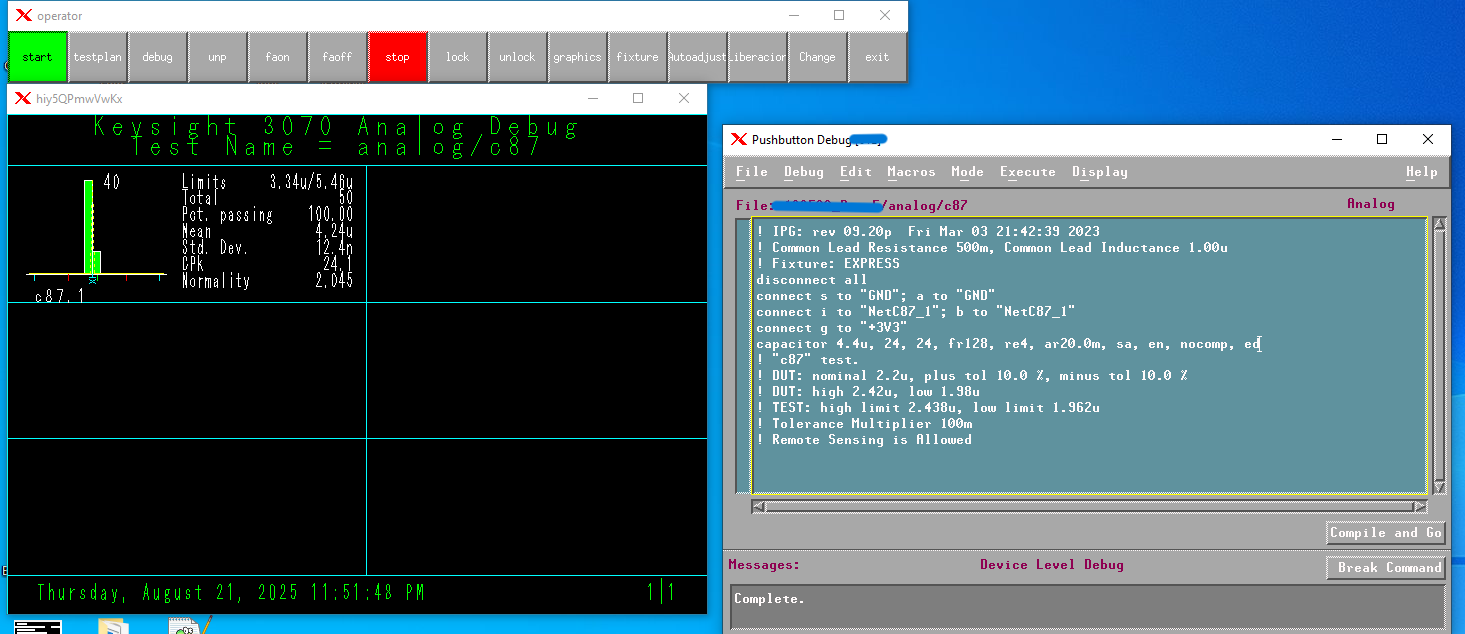 operator
start testplan debug unp faon faoff stop lock unlock graphics fixture Autoadjust Liberacion Change exit
hiy5QPmwVwKx
Keysight 3070 Analog Debug
Test Name = analog/c87
40
Limits 3.34u/5.46u
Total 50
Pot. passing 100.00
Mean 4.24u
Std. Dev. 12.4n
CPk 24.1
Normality 2.045
c87.1
Thursday, August 21, 2025 11:51:48 PM
1|1
Pushbutton Debug
File Debug Edit Macros Mode Execute Display Help
File: /analog/c87 Analog
! IPG: rev 09.20p Fri Mar 03 21:42:39 2023
! Common Lead Resistance 500m, Common Lead Inductance 1.00u
! Fixture: EXPRESS
disconnect all
connect s to "GND"; a to "GND"
connect i to "NetC87_1"; b to "NetC87_1"
connect g to "+3V3"
capacitor 4.4u, 24, 24, fr128, re4, ar20.0m, sa, en, nocomp, ed
! "c87" test.
! DUT: nominal 2.2u, plus tol 10.0 %, minus tol 10.0 %
! DUT: high 2.42u, low 1.98u
! TEST: high limit 2.438u, low limit 1.962u
! Tolerance Multiplier 100m
! Remote Sensing is Allowed
Compile and Go
Messages: Device Level Debug
Break Command
Complete.